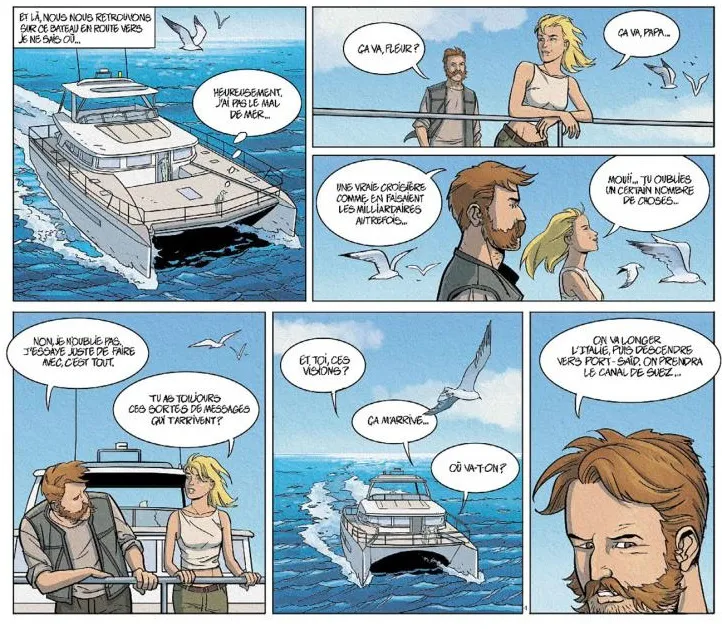 ET LÀ, NOUS NOUS RETROUVONS
SUR CE BATEAU EN ROUTE VERS
JE NE SAIS OÙ...
HEUREUSEMENT,
J'AI PAS LE MAL
DE MER...
ÇA VA, FLEUR ?
ÇA VA, PAPA...
UNE VRAIE CROISIÈRE
COMME EN FAISAIENT
LES MILLIARDAIRES
AUTREFOIS...
MOUII... TU OUBLIES
UN CERTAIN NOMBRE
DE CHOSES...
NON, JE N'OUBLIE PAS.
J'ESSAYE JUSTE DE FAIRE
AVEC, C'EST TOUT.
TU AS TOUJOURS
CES SORTES DE MESSAGES
QUI T'ARRIVENT ?
ET TOI, CES
VISIONS ?
ÇA M'ARRIVE...
OÙ VA-T-ON ?
ON VA LONGER
L'ITALIE, PUIS DESCENDRE
VERS PORT-SAÏD. ON PRENDRA
LE CANAL DE SUEZ...